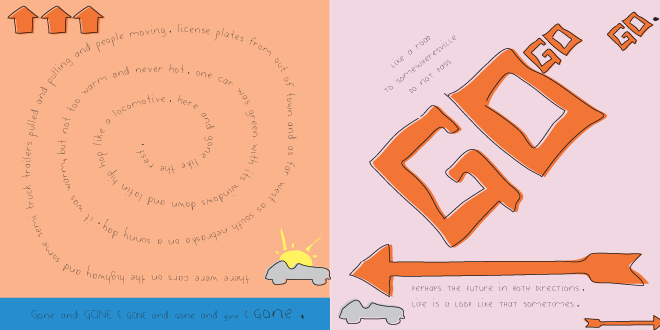 there were cars on the highway and some semi truck trailers pulled and pulling and people moving, license plates from out of town and as far west as south nebraska on a sunny day. it was warm but not too warm and never hot, one car was green with its windows down and latin hip hop like a locomotive, here and gone like the rest.
Gone and GONE & GONE and gone and gone & gone.
LIKE A ROAD
TO SOMEWHERESVILLE
DO NOT PASS
GO
GO
GO
PERHAPS THE FUTURE IN BOTH DIRECTIONS.
LIFE IS A LOOP LIKE THAT SOMETIMES.